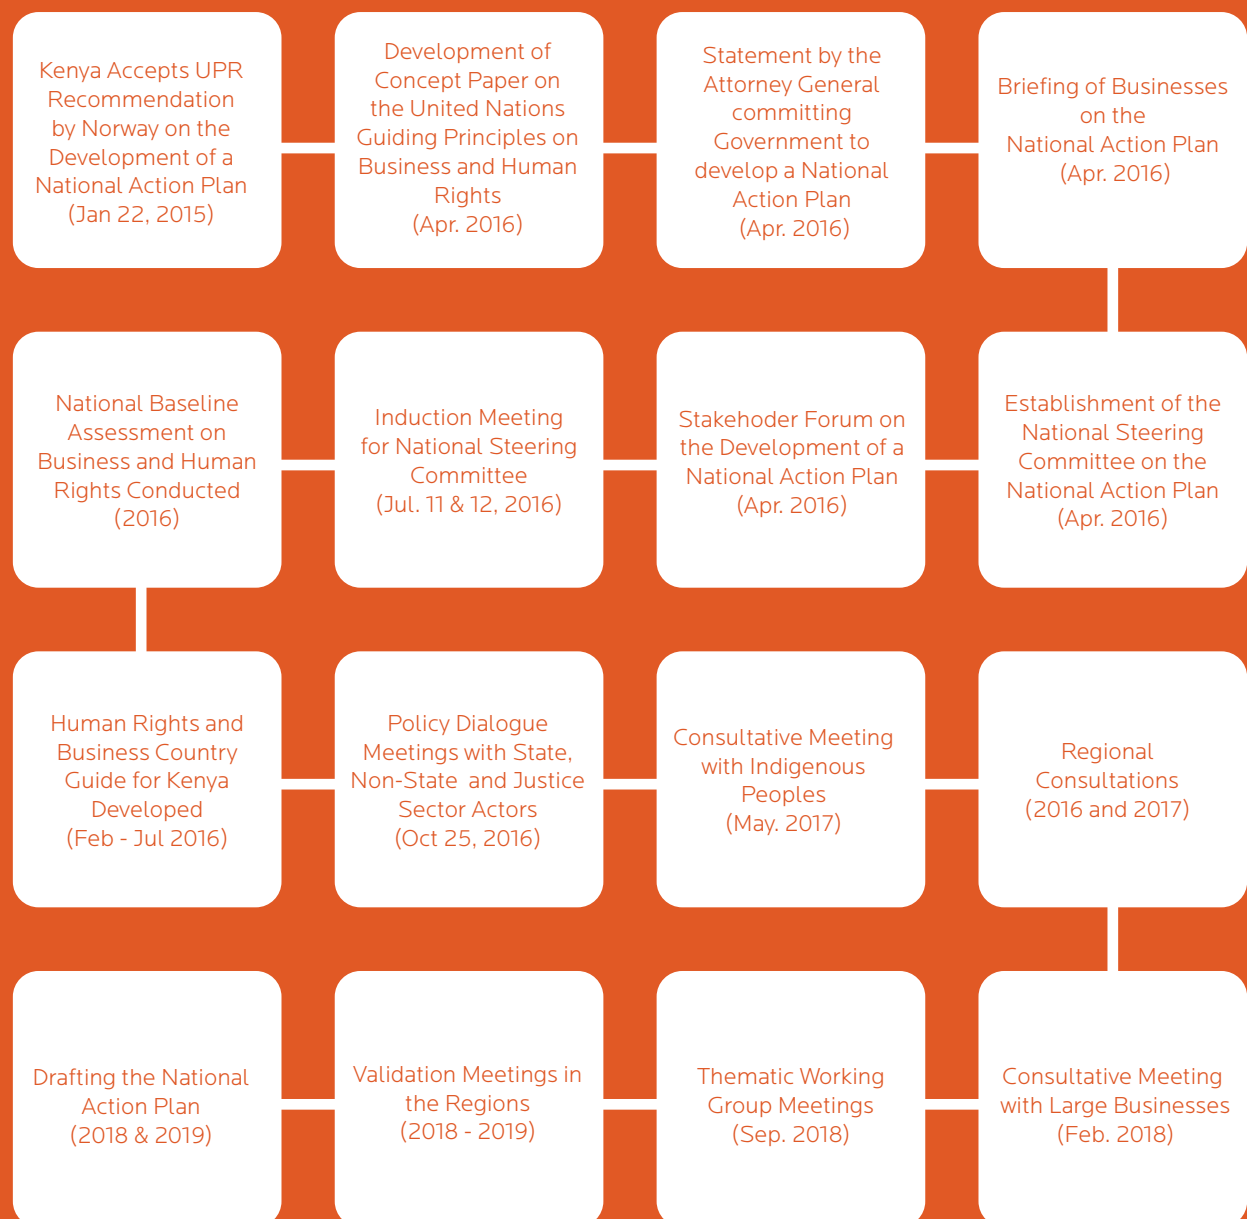 Kenya Accepts UPR
Recommendation
by Norway on the
Development of a
National Action Plan
(Jan 22, 2015)
Development of
Concept Paper on
the United Nations
Guiding Principles on
Business and Human
Rights
(Apr. 2016)
Statement by the
Attorney General
committing
Government to
develop a National
Action Plan
(Apr. 2016)
Briefing of Businesses
on the
National Action Plan
(Apr. 2016)
Establishment of the
National Steering
Committee on the
National Action Plan
(Apr. 2016)
Stakehoder Forum on
the Development of a
National Action Plan
(Apr. 2016)
Induction Meeting
for National Steering
Committee
(Jul. 11 & 12, 2016)
National Baseline
Assessment on
Business and Human
Rights Conducted
(2016)
Human Rights and
Business Country
Guide for Kenya
Developed
(Feb - Jul 2016)
Policy Dialogue
Meetings with State,
Non-State and Justice
Sector Actors
(Oct 25, 2016)
Consultative Meeting
with Indigenous
Peoples
(May. 2017)
Regional
Consultations
(2016 and 2017)
Consultative Meeting
with Large Businesses
(Feb. 2018)
Thematic Working
Group Meetings
(Sep. 2018)
Validation Meetings in
the Regions
(2018 - 2019)
Drafting the National
Action Plan
(2018 & 2019)